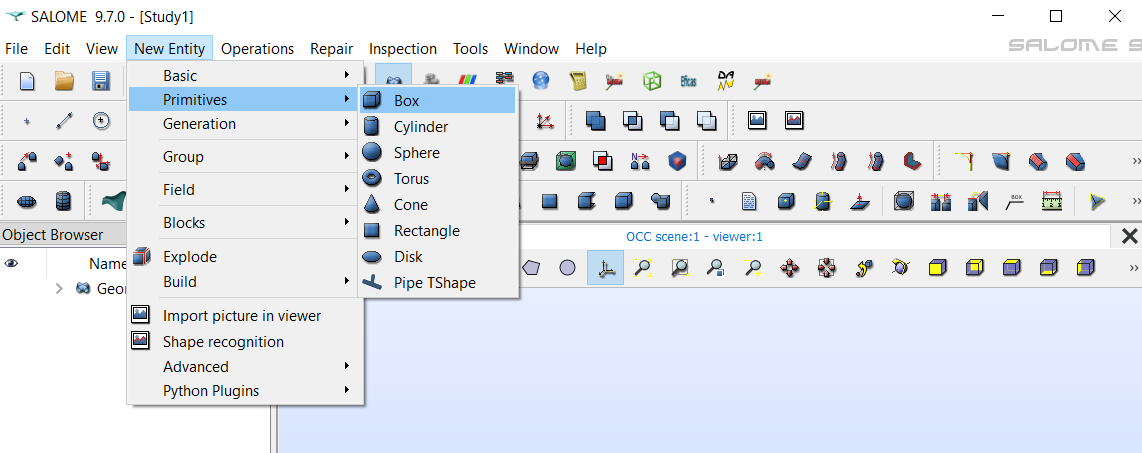 SALOME 9.7.0 - [Study1]
File Edit View New Entity Operations Repair Inspection Tools Window Help
SALOME 9
Basic
Primitives
Generation
Group
Field
Blocks
Explode
Build
Import picture in viewer
Shape recognition
Advanced
Python Plugins
Box
Cylinder
Sphere
Torus
Cone
Rectangle
Disk
Pipe TShape
Eficas
N
BOX
Object Browser
OCC scene:1 - viewer:1
Name
Geo